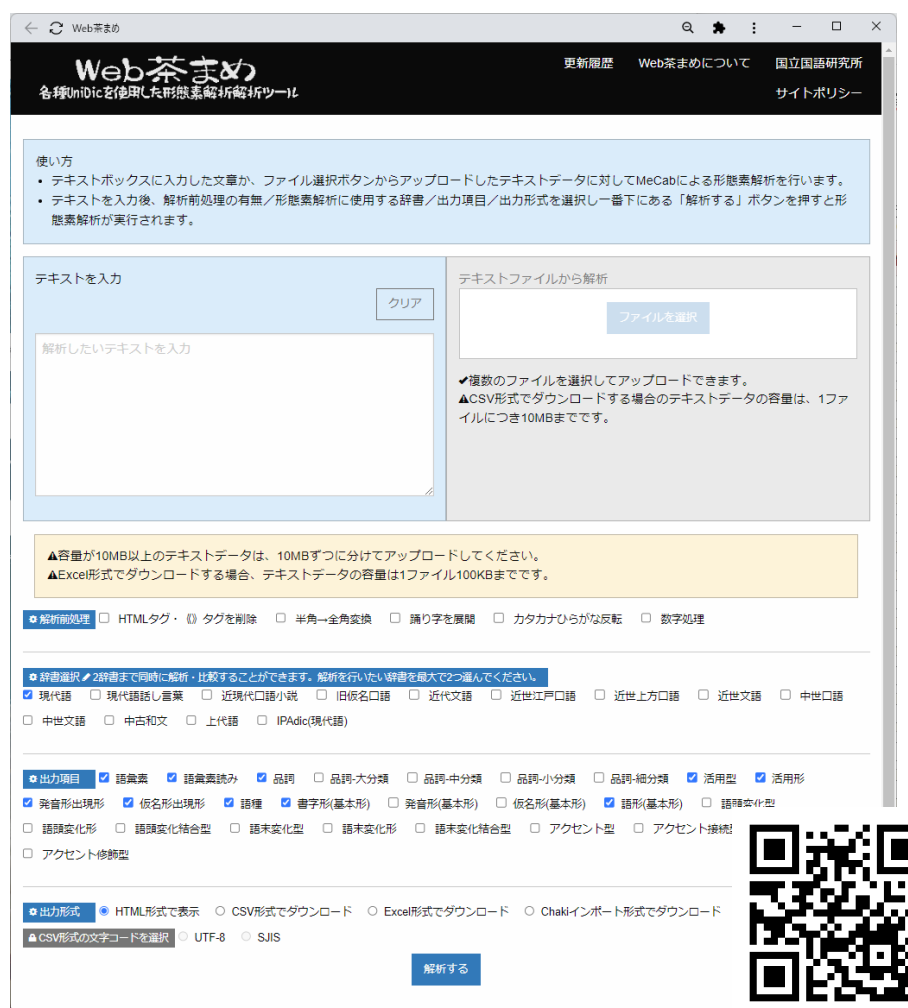 Web茶まめ
Web茶まめ
各種UniDicを使用した形態素解析解析ツール
更新履歴 Web茶まめについて 国立国語研究所
サイトポリシー
使い方
• テキストボックスに入力した文章か、ファイル選択ボタンからアップロードしたテキストデータに対してMeCabによる形態素解析を行います。
• テキストを入力後、解析前処理の有無／形態素解析に使用する辞書／出力項目／出力形式を選択し一番下にある「解析する」ボタンを押すと形
態素解析が実行されます。
テキストを入力
クリア
解析したいテキストを入力
テキストファイルから解析
ファイルを選択
✔複数のファイルを選択してアップロードできます。
▲CSV形式でダウンロードする場合のテキストデータの容量は、1ファ
イルにつき10MBまでです。
▲容量が10MB以上のテキストデータは、10MBずつに分けてアップロードしてください。
▲Excel形式でダウンロードする場合、テキストデータの容量は1ファイル100KBまでです。
解析前処理 HTMLタグ・《》タグを削除 半角→全角変換 踊り字を展開 カタカナひらがな反転 数字処理
辞書選択 2辞書まで同時に解析・比較することができます。解析を行いたい辞書を最大で2つ選んでください。
現代語 現代語話し言葉 近現代口語小説 旧仮名口語 近代文語 近世江戸口語 近世上方口語 近世文語 中世口語
中世文語 中古和文 上代語 IPAdic(現代語)
出力項目 語彙素 語彙素読み 品詞 品詞-大分類 品詞-中分類 品詞-小分類 品詞-細分類 活用型 活用形
発音形出現形 仮名形出現形 語種 書字形(基本形) 発音形(基本形) 仮名形(基本形) 語形(基本形) 語頭変化型
語頭変化形 語頭変化結合型 語末変化型 語末変化形 語末変化結合型 アクセント型 アクセント接続型
アクセント修飾型
出力形式 HTML形式で表示 CSV形式でダウンロード Excel形式でダウンロード Chakiインポート形式でダウンロード
CSV形式の文字コードを選択 UTF-8 SJIS
解析する